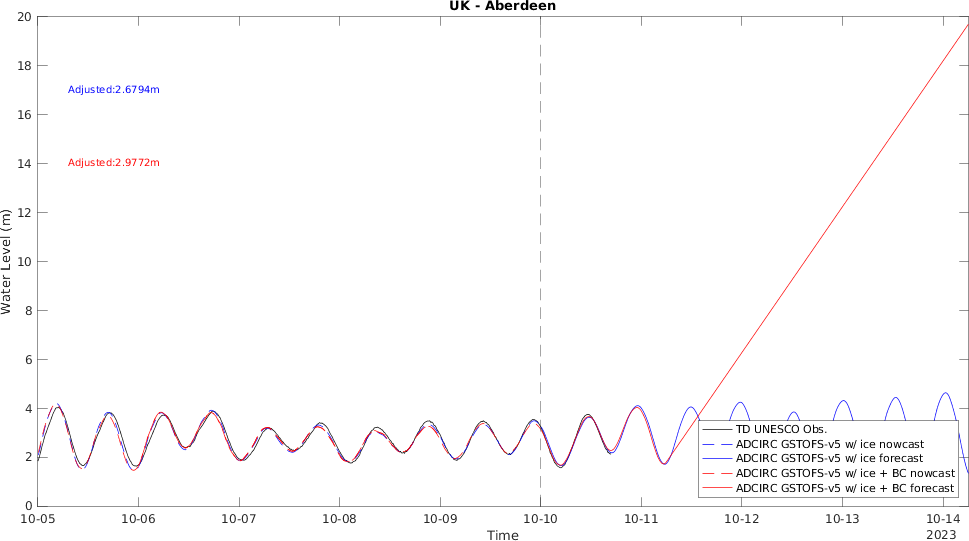 UK - Aberdeen
20
18
16
14
12
10
8
6
4
2
0
Water Level (m)
Adjusted:2.6794m
Adjusted:2.9772m
TD UNESCO Obs.
ADCIRC GSTOFS-v5 w/ ice nowcast
ADCIRC GSTOFS-v5 w/ ice forecast
ADCIRC GSTOFS-v5 w/ ice + BC nowcast
ADCIRC GSTOFS-v5 w/ ice + BC forecast
10-05 10-06 10-07 10-08 10-09 10-10 10-11 10-12 10-13 10-14
Time
2023